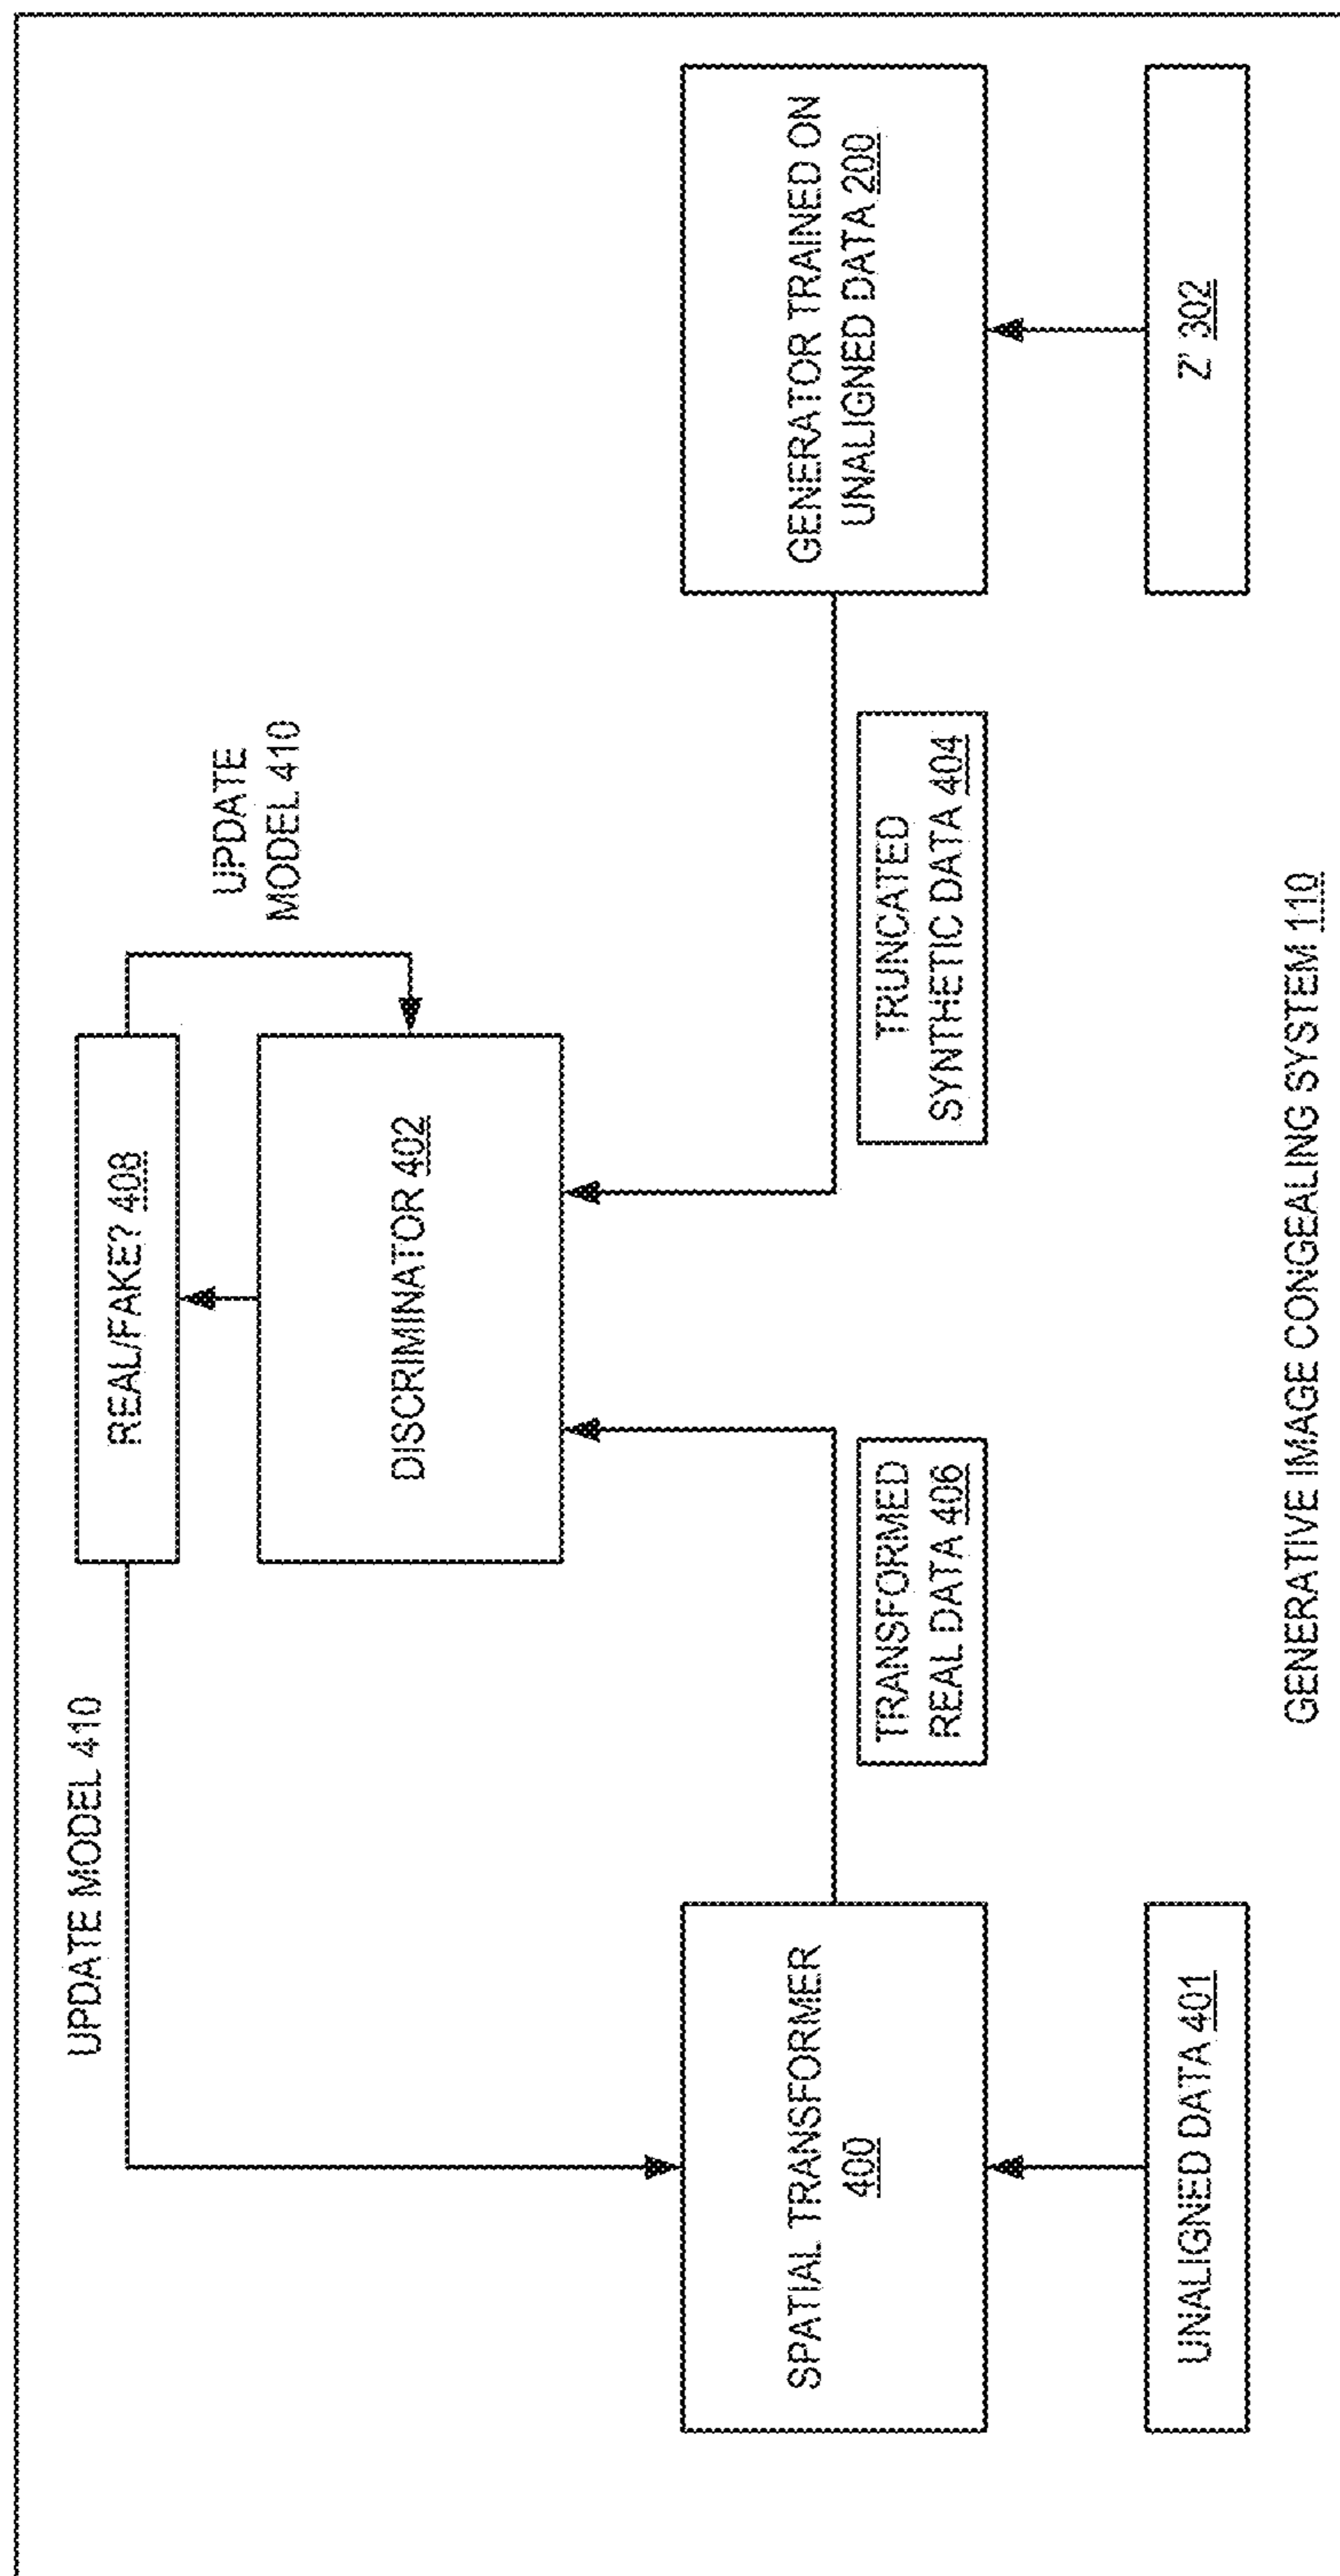 UPDATE MODEL 410
REAL/FAKE? 408
UPDATE
MODEL 410
DISCRIMINATOR 402
SPATIAL TRANSFORMER
400
TRANSFORMED
REAL DATA 406
TRUNCATED
SYNTHETIC DATA 404
GENERATOR TRAINED ON
UNALIGNED DATA 200
UNALIGNED DATA 401
Z' 302
GENERATIVE IMAGE CONGEALING SYSTEM 110